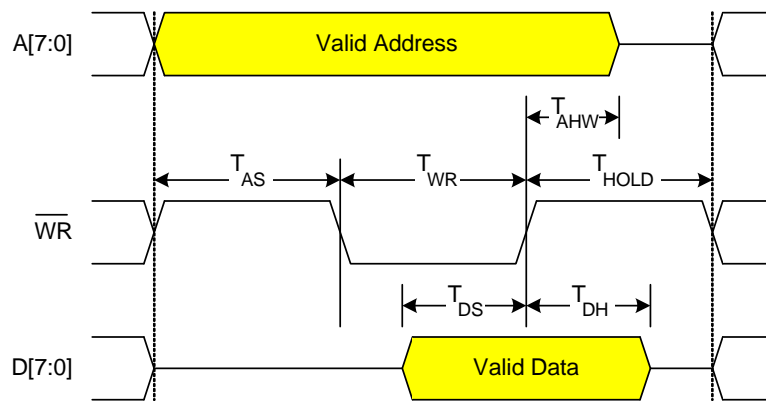 A[7:0] Valid Address
TAHW
TAS TWR THOLD
WR
TDS TDH
D[7:0] Valid Data